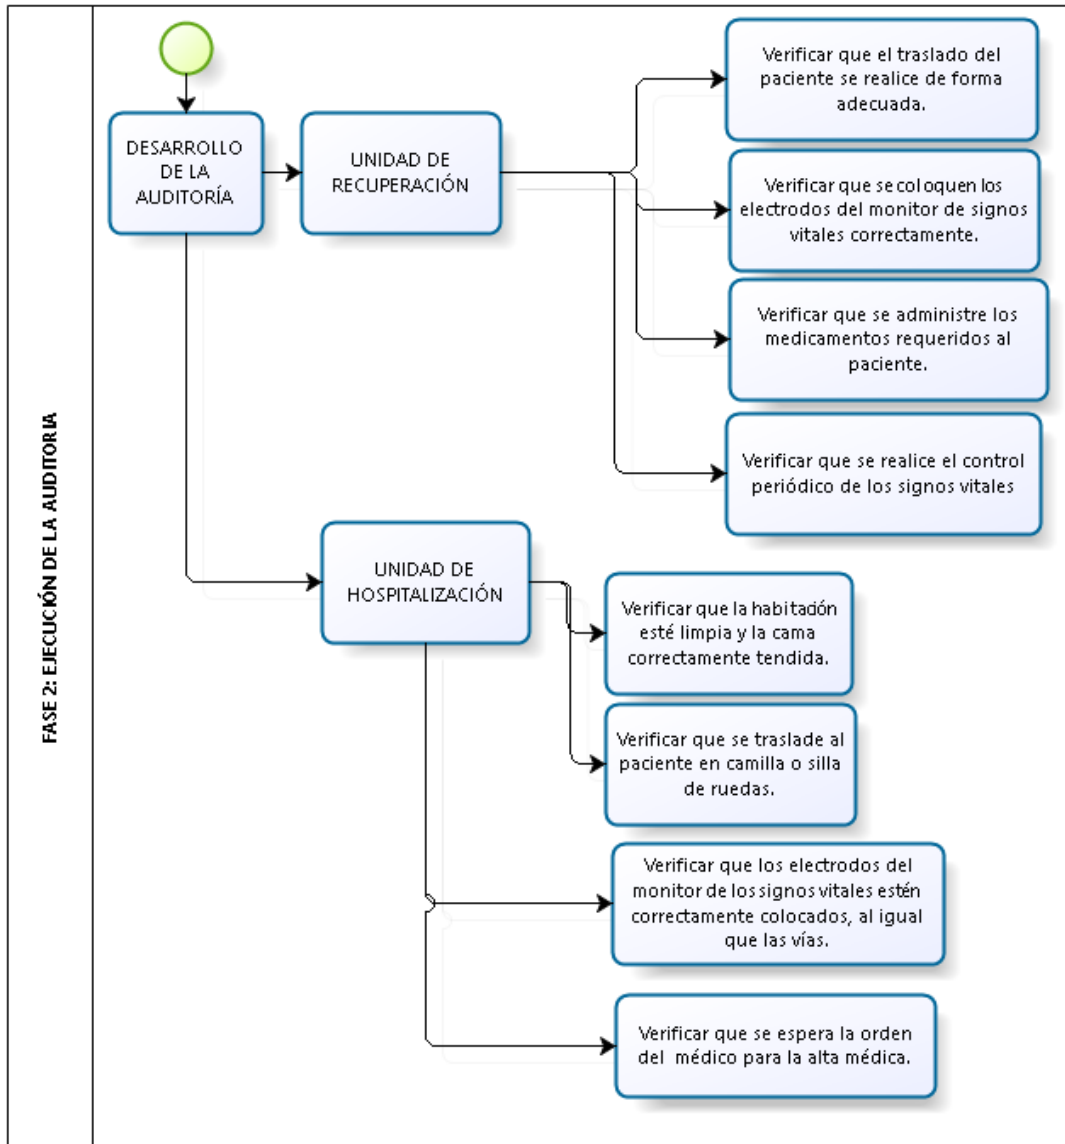 FASE 2: EJECUCIÓN DE LA AUDITORIA
DESARROLLO
DE LA
AUDITORÍA
UNIDAD DE
RECUPERACIÓN
Verificar que el traslado del
paciente se realice de forma
adecuada.
Verificar que se coloquen los
electrodos del monitor de signos
vitales correctamente.
Verificar que se administre los
medicamentos requeridos al
paciente.
Verificar que se realice el control
periódico de los signos vitales
UNIDAD DE
HOSPITALIZACIÓN
Verificar que la habitación
esté limpia y la cama
correctamente tendida.
Verificar que se traslade al
paciente en camilla o silla
de ruedas.
Verificar que los electrodos del
monitor de los signos vitales estén
correctamente colocados, al igual
que las vías.
Verificar que se espera la orden
del médico para la alta médica.